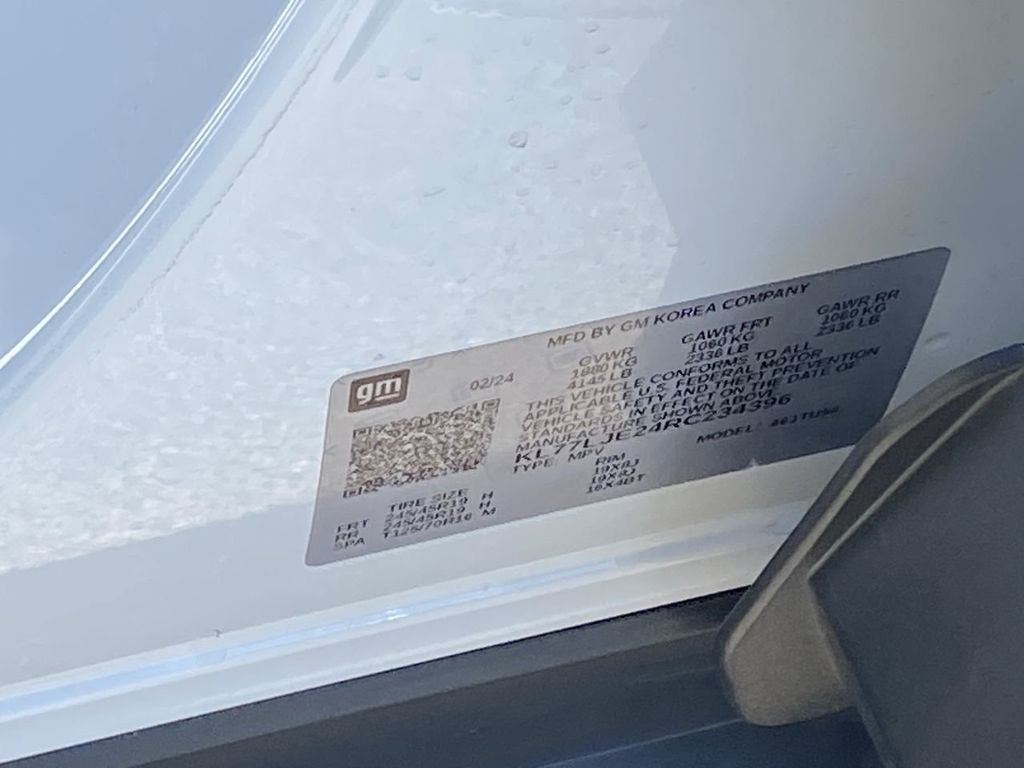 MFD BY GM KOREA COMPANY
gm
02/24
GVWR GAWR FRT GAWR RR
1880 KG 1060 KG 1060 KG
4145 LB 2336 LB 2336 LB
THIS VEHICLE CONFORMS TO ALL
APPLICABLE U.S. FEDERAL MOTOR
VEHICLE SAFETY AND THEFT PREVENTION
STANDARDS IN EFFECT ON THE DATE OF
MANUFACTURE SHOWN ABOVE
KL77LJE24RC234396
TYPE: MPV MODEL:
TIRE SIZE RIM
FRT 245/45R19 H 19X8J
RR 245/45R19 H 19X8J
SPA T125/70R16 M 16X4BT